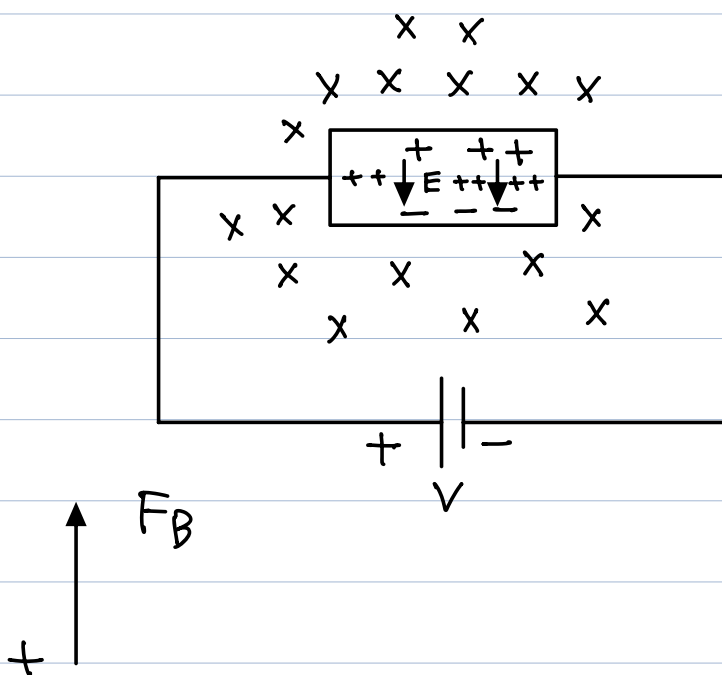 x x
x x x x x
x
+ + +
+ + E + + + +
− − −
x x x
x x x
x x x
+ −
V
F_B
+